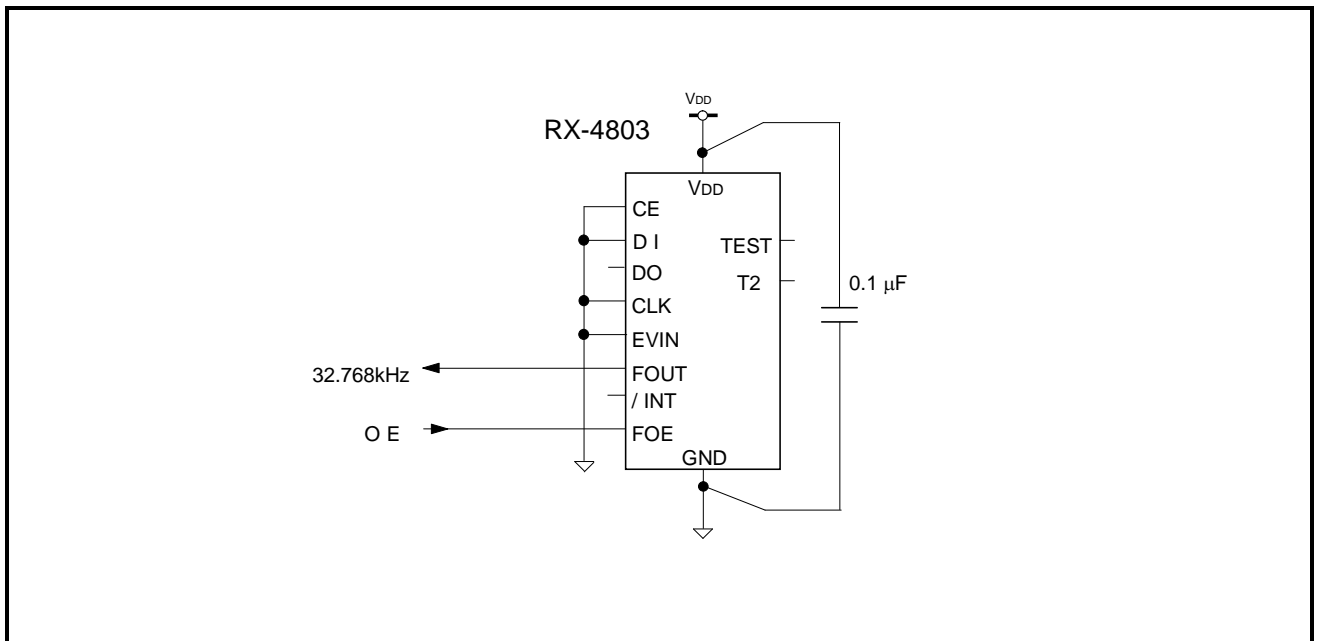 VDD
RX-4803
VDD
CE
D I
TEST
DO
T2
0.1 µF
CLK
EVIN
32.768kHz
FOUT
/ INT
O E
FOE
GND